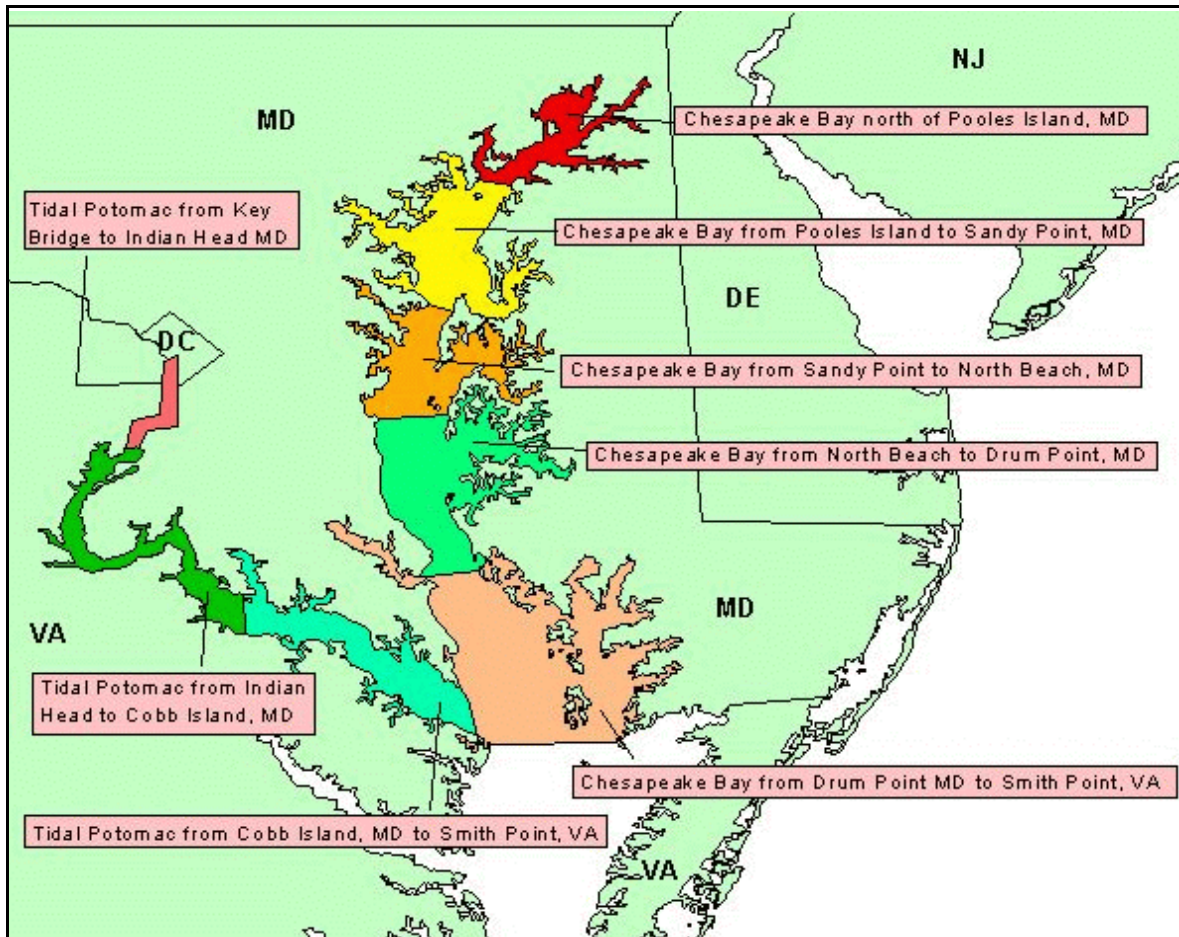 NJ
MD
Chesapeake Bay north of Pooles Island, MD
Tidal Potomac from Key
Bridge to Indian Head MD
Chesapeake Bay from Pooles Island to Sandy Point, MD
DE
DC
Chesapeake Bay from Sandy Point to North Beach, MD
Chesapeake Bay from North Beach to Drum Point, MD
MD
VA
Tidal Potomac from Indian
Head to Cobb Island, MD
Chesapeake Bay from Drum Point MD to Smith Point, VA
Tidal Potomac from Cobb Island, MD to Smith Point, VA
VA